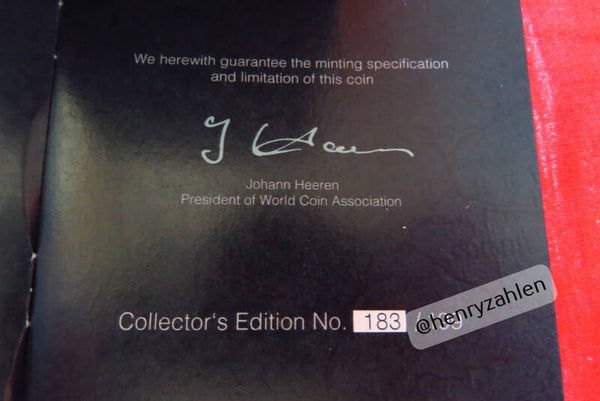 We herewith guarantee the minting specification
and limitation of this coin
Johann Heeren
President of World Coin Association
Collector's Edition No. 183
@henryzahlen